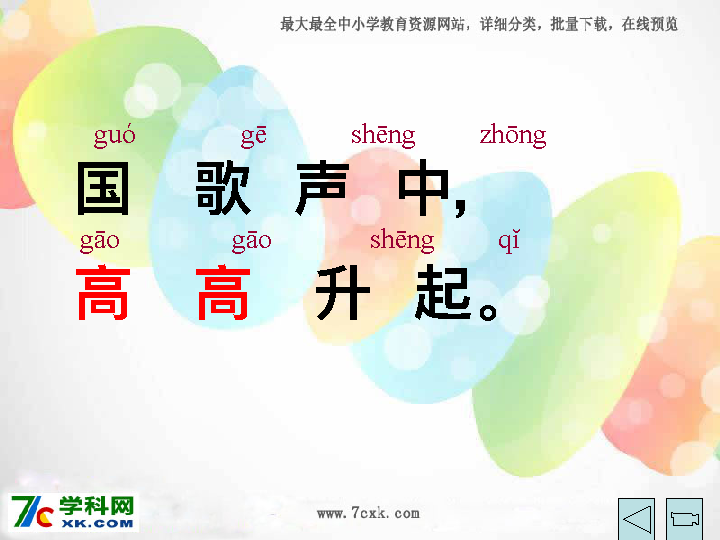 最大最全中小学教育资源网站，详细分类，批量下载，在线预览
guó gē shēng zhōng
国 歌 声 中，
gāo gāo shēng qǐ
高 高 升 起。
7c 学科网
XK.COM
www.7cxk.com